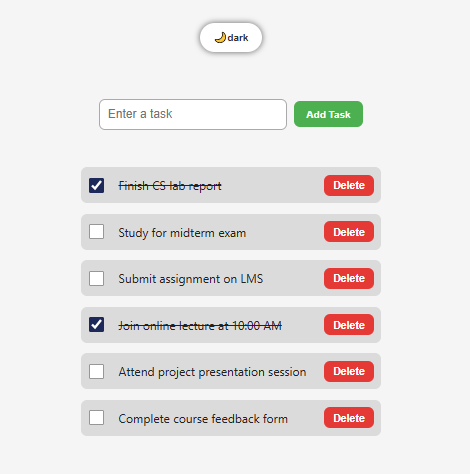 🌙dark
Enter a task
Add Task
Finish CS lab report
Delete
Study for midterm exam
Delete
Submit assignment on LMS
Delete
Join online lecture at 10:00 AM
Delete
Attend project presentation session
Delete
Complete course feedback form
Delete